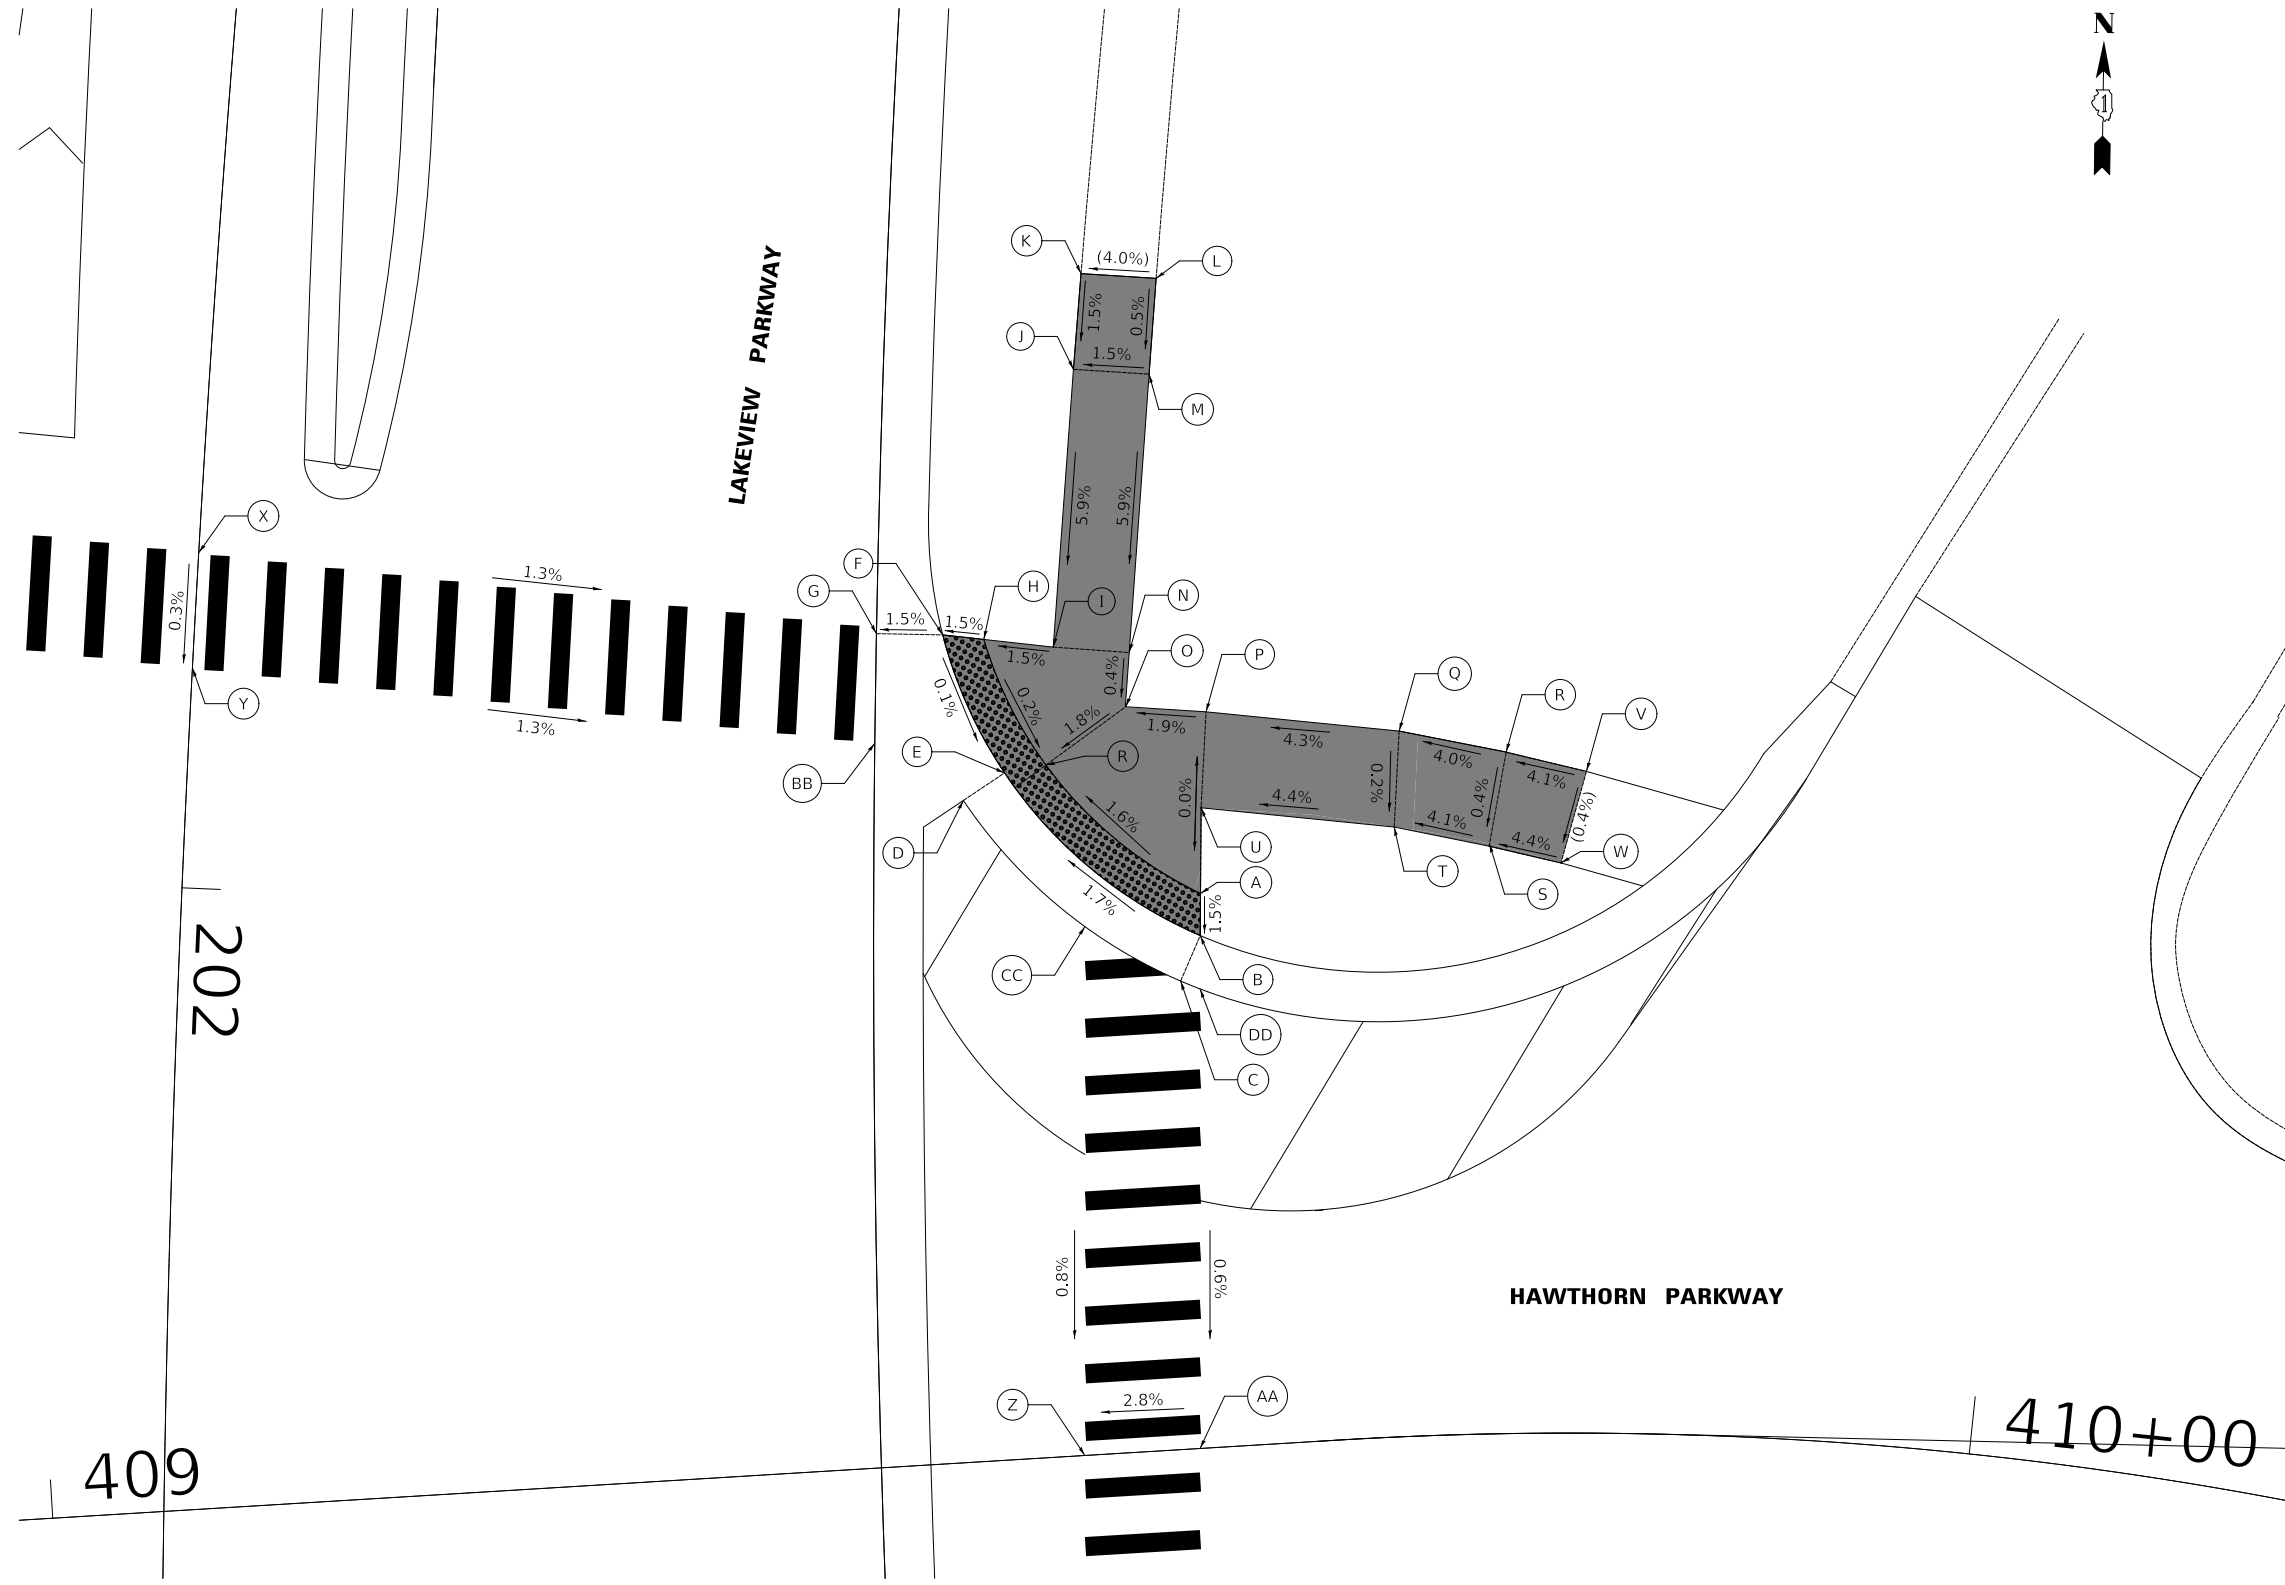 N
1
K
(4.0%)
L
1.5%
0.5%
J
1.5%
M
LAKEVIEW PARKWAY
5.9%
5.9%
X
F
G
H
I
N
1.3%
0.3%
1.5%
1.5%
1.5%
0.4%
O
P
Q
R
V
Y
1.3%
0.1%
0.2%
1.8%
1.9%
4.3%
4.0%
4.1%
E
R
BB
0.0%
4.4%
0.2%
4.1%
0.4%
4.4%
(0.4%)
D
1.6%
U
T
W
1.7%
A
S
1.5%
202
CC
B
DD
C
0.8%
0.6%
HAWTHORN PARKWAY
2.8%
Z
AA
409
410+00